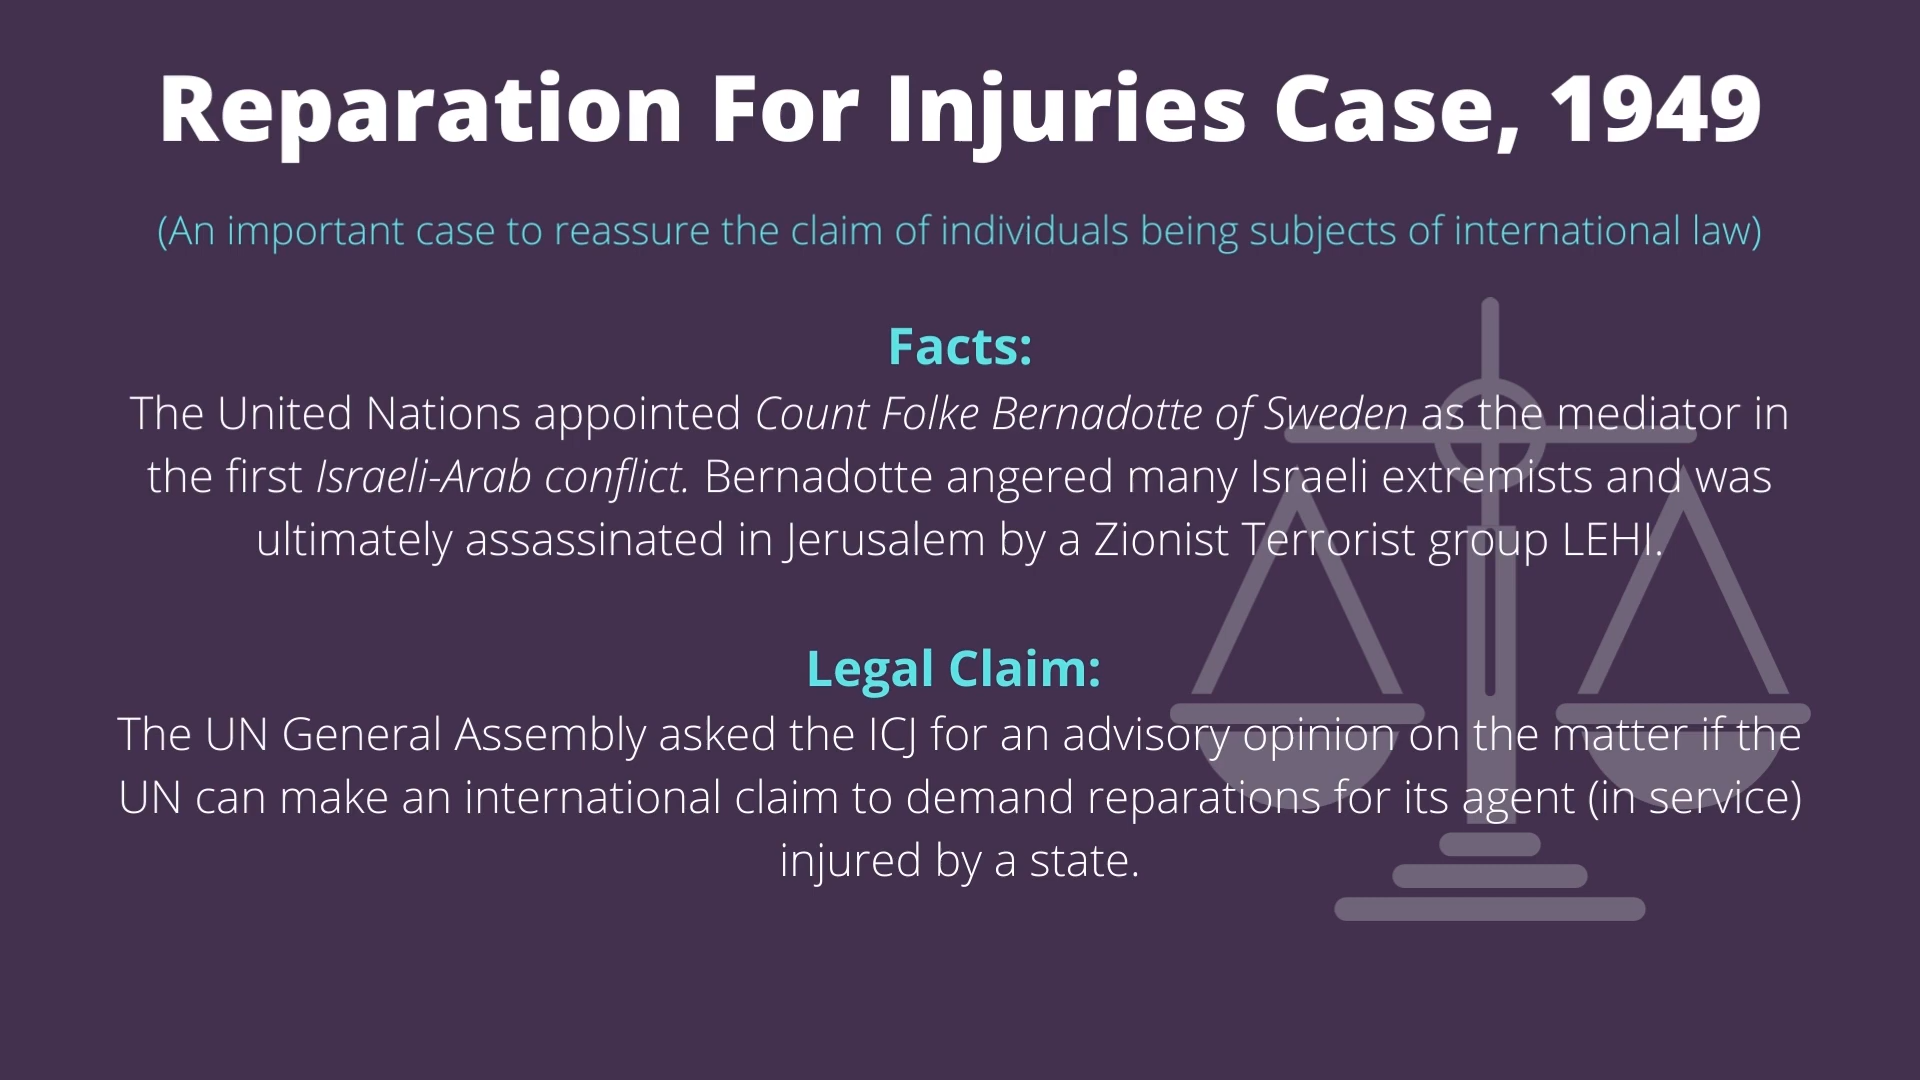 Reparation For Injuries Case, 1949
(An important case to reassure the claim of individuals being subjects of international law)
Facts:
The United Nations appointed Count Folke Bernadotte of Sweden as the mediator in
the first Israeli-Arab conflict. Bernadotte angered many Israeli extremists and was
ultimately assassinated in Jerusalem by a Zionist Terrorist group LEHI.
Legal Claim:
The UN General Assembly asked the ICJ for an advisory opinion on the matter if the
UN can make an international claim to demand reparations for its agent (in service)
injured by a state.